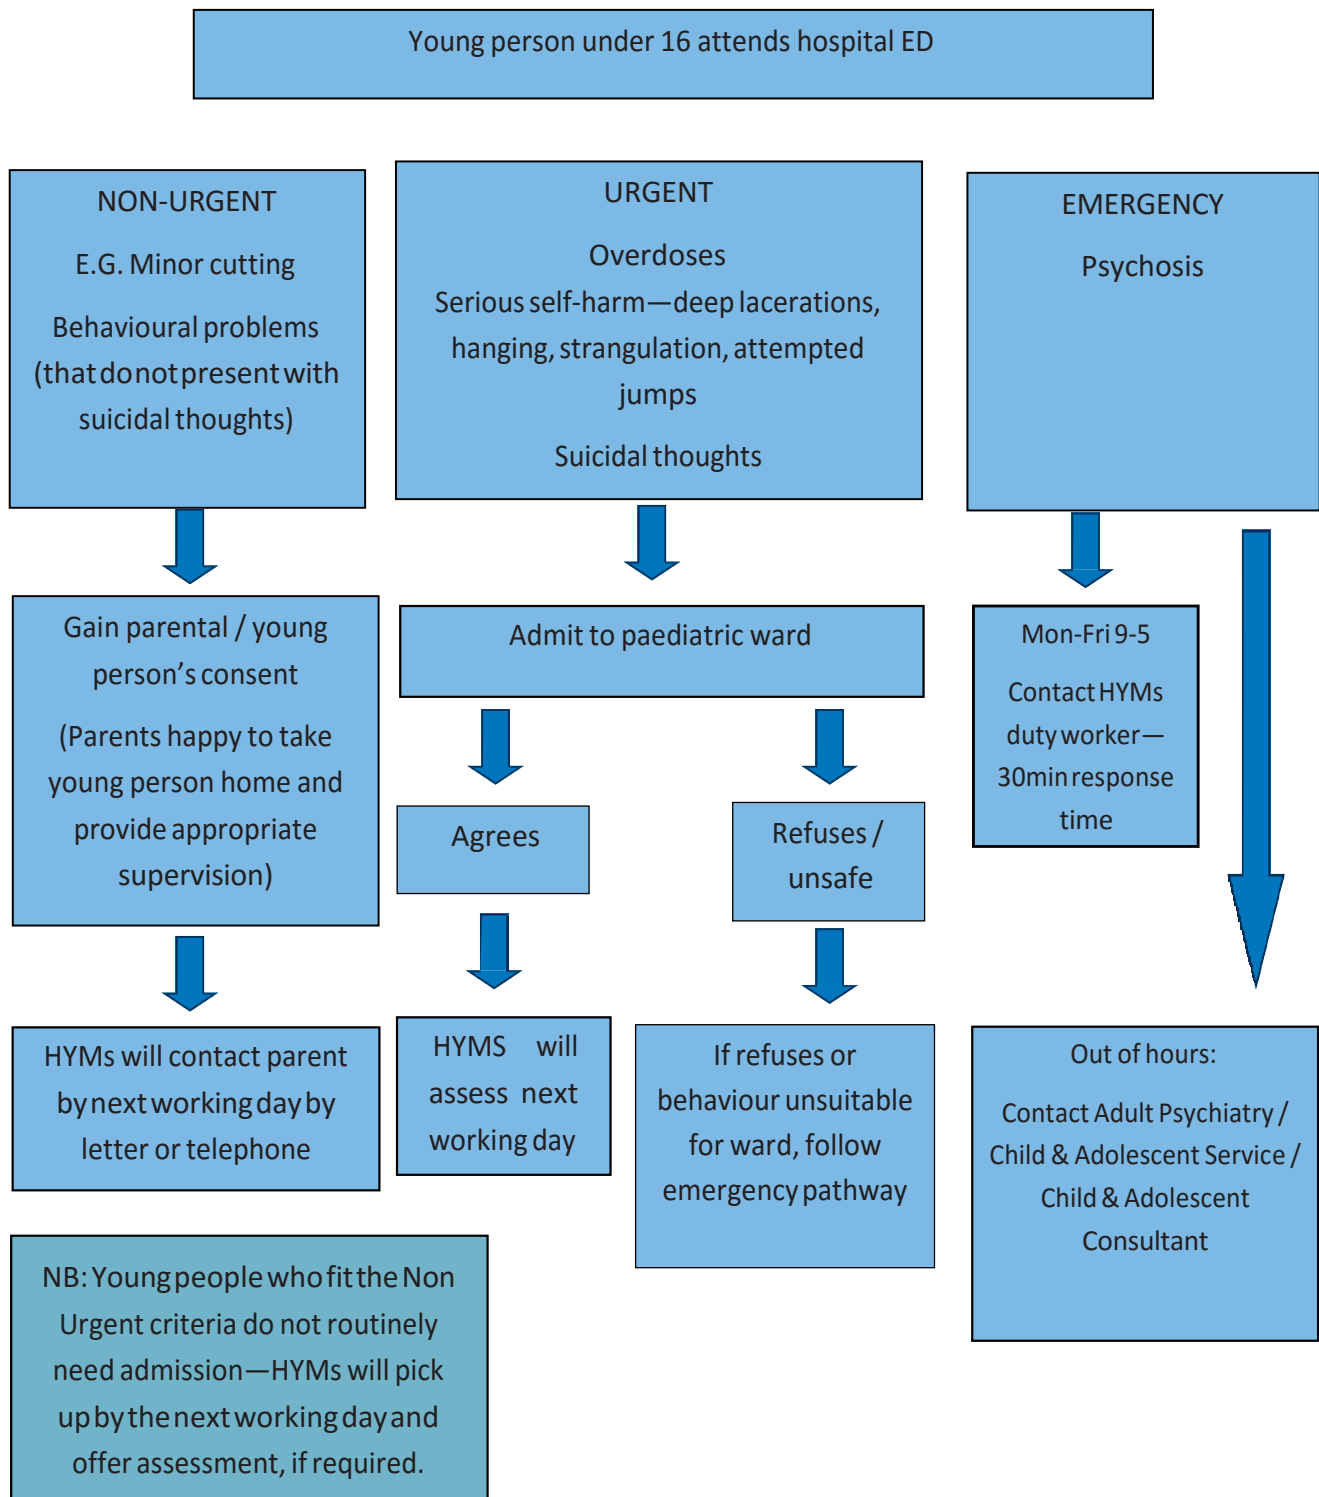 Young person under 16 attends hospital ED
NON-URGENT
E.G. Minor cutting
Behavioural problems
(that do not present with
suicidal thoughts)
URGENT
Overdoses
Serious self-harm—deep lacerations,
hanging, strangulation, attempted
jumps
Suicidal thoughts
EMERGENCY
Psychosis
Gain parental / young
person’s consent
(Parents happy to take
young person home and
provide appropriate
supervision)
Admit to paediatric ward
Mon-Fri 9-5
Contact HYMs
duty worker—
30min response
time
Agrees
Refuses /
unsafe
HYMs will contact parent
by next working day by
letter or telephone
HYMS will
assess next
working day
If refuses or
behaviour unsuitable
for ward, follow
emergency pathway
Out of hours:
Contact Adult Psychiatry /
Child & Adolescent Service /
Child & Adolescent
Consultant
NB: Young people who fit the Non
Urgent criteria do not routinely
need admission—HYMs will pick
up by the next working day and
offer assessment, if required.